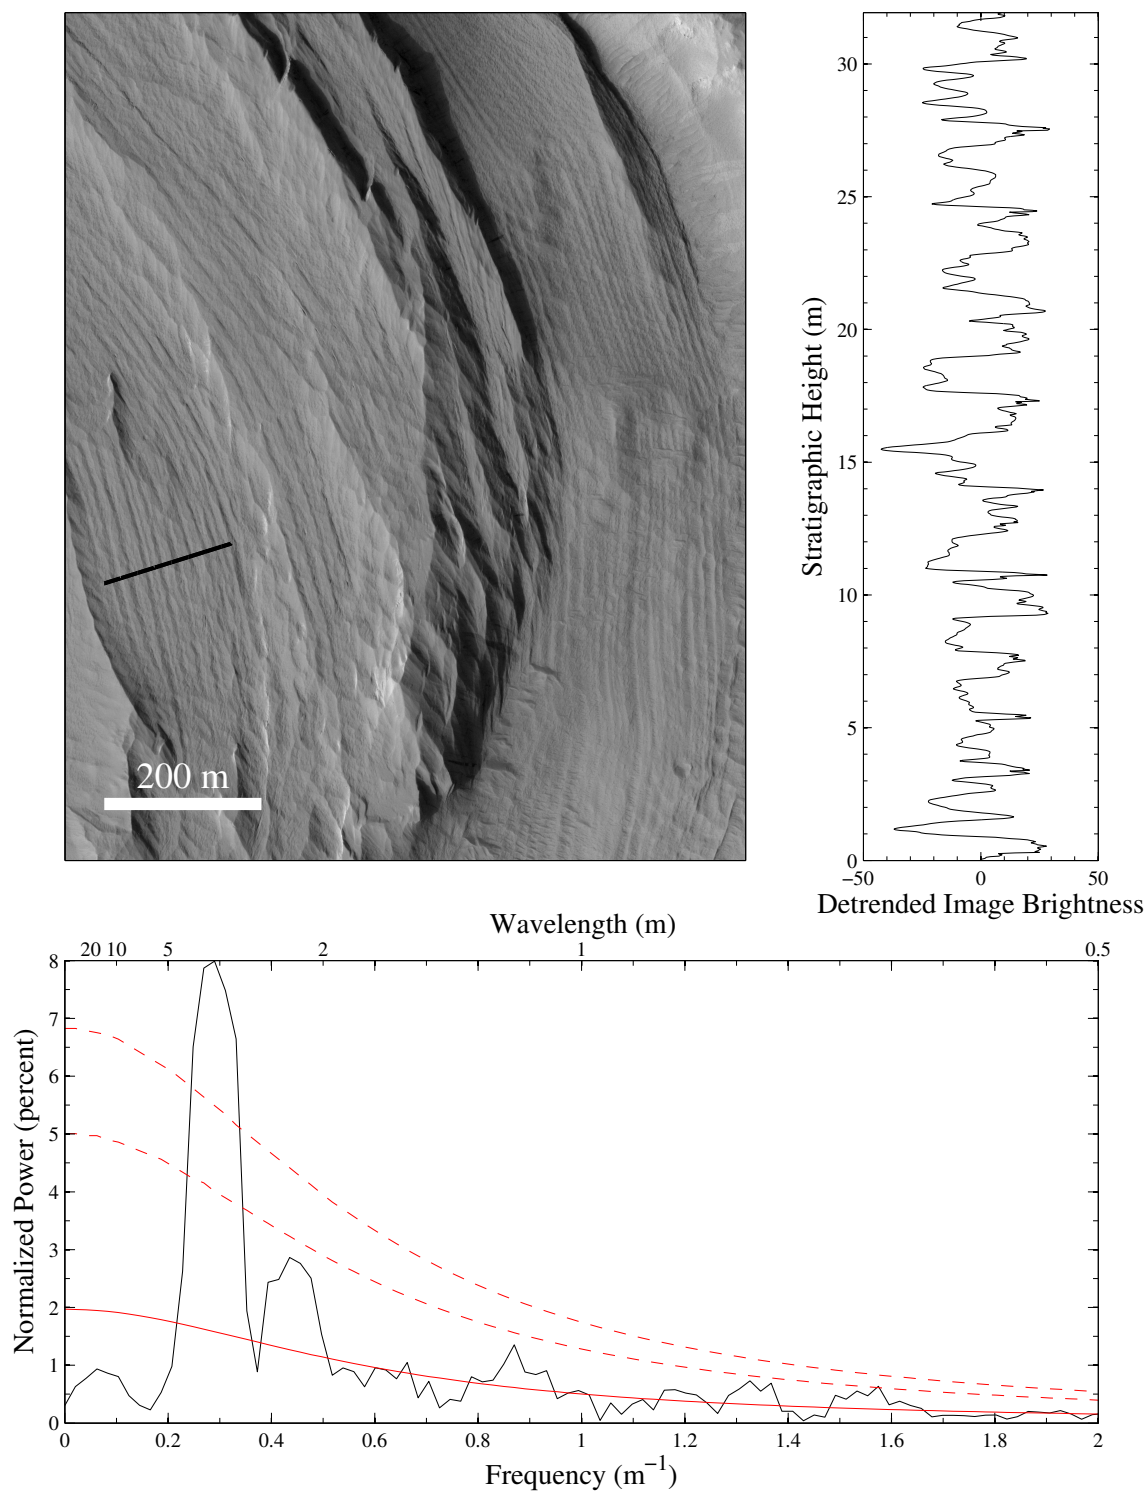 200 m
30
25
20
15
10
5
0
Stratigraphic Height (m)
−50 0 50
Detrended Image Brightness
Wavelength (m)
20 10 5 2 1 0.5
8
7
6
5
4
3
2
1
0
Normalized Power (percent)
0 0.2 0.4 0.6 0.8 1 1.2 1.4 1.6 1.8 2
Frequency (m⁻¹)